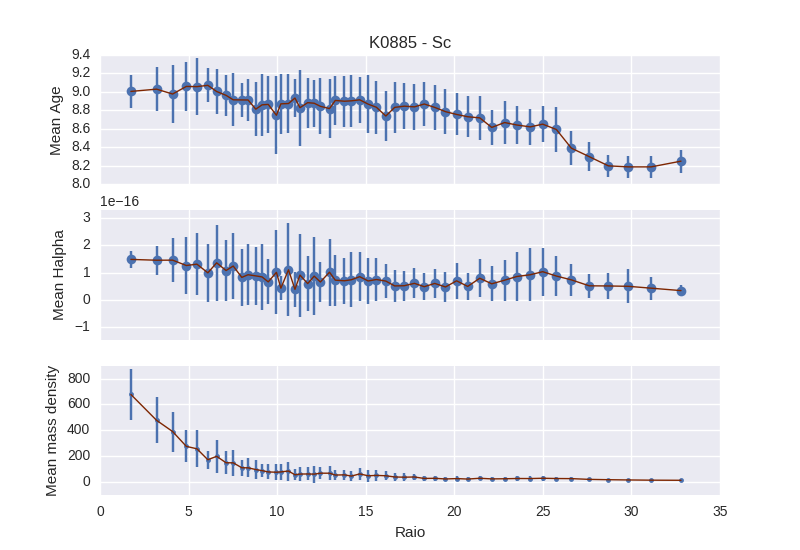 K0885 - Sc
9.4
9.2
9.0
8.8
8.6
8.4
8.2
8.0
Mean Age
1e−16
3
2
1
0
−1
Mean Halpha
800
600
400
200
0
Mean mass density
0 5 10 15 20 25 30 35
Raio